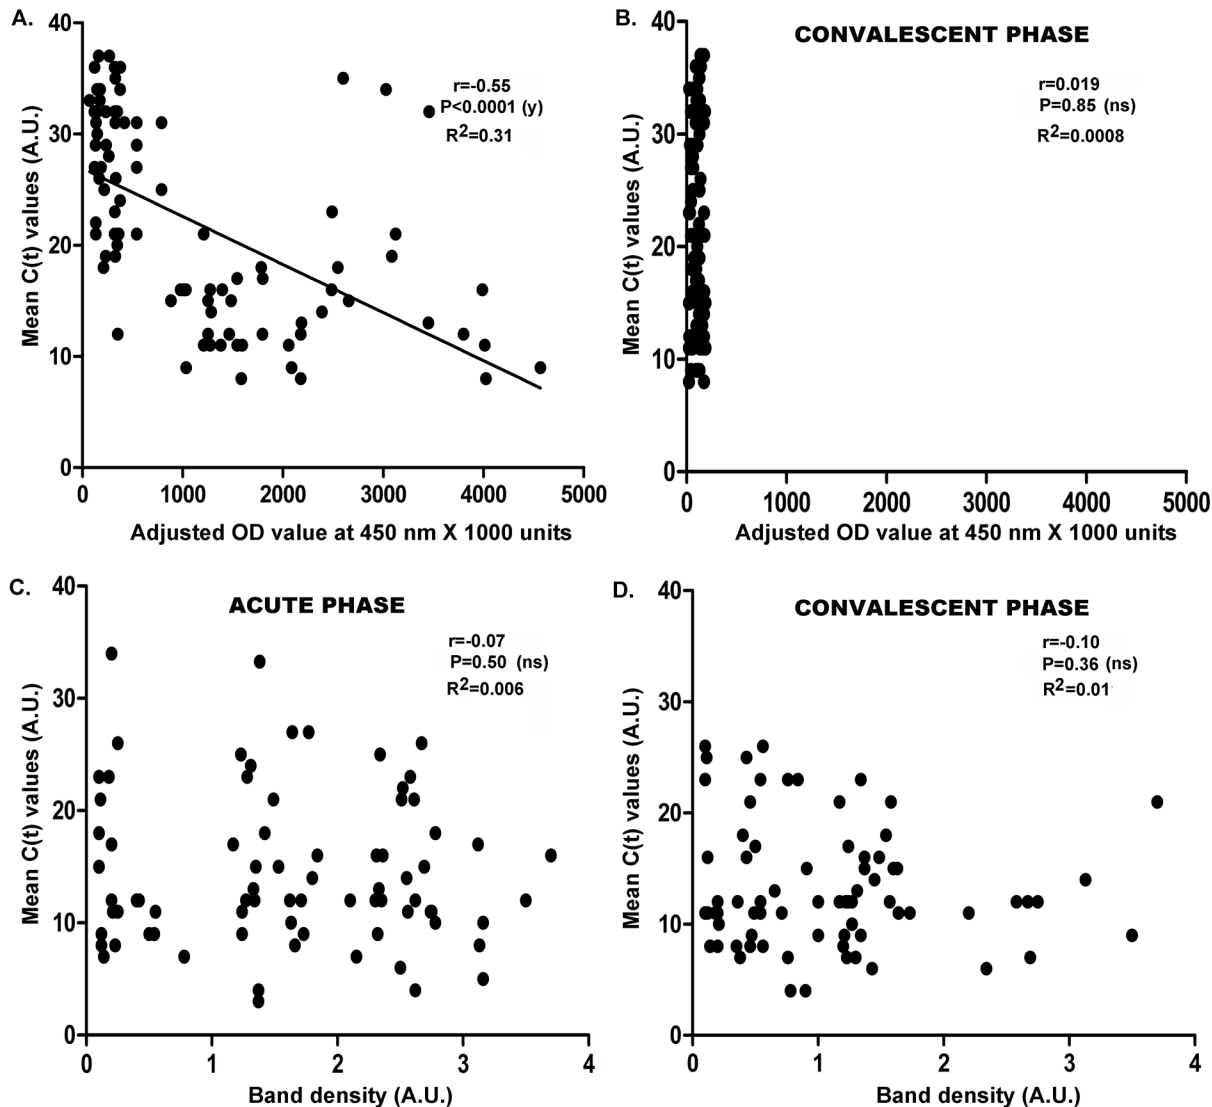 A.
40
30
20
10
0
Mean C(t) values (A.U.)
r=-0.55
P<0.0001 (y)
R2=0.31
0 1000 2000 3000 4000 5000
Adjusted OD value at 450 nm X 1000 units
B.
CONVALESCENT PHASE
40
30
20
10
0
Mean C(t) values (A.U.)
r=0.019
P=0.85 (ns)
R2=0.0008
0 1000 2000 3000 4000 5000
Adjusted OD value at 450 nm X 1000 units
C.
ACUTE PHASE
40
30
20
10
0
Mean C(t) values (A.U.)
r=-0.07
P=0.50 (ns)
R2=0.006
0 1 2 3 4
Band density (A.U.)
D.
CONVALESCENT PHASE
40
30
20
10
0
Mean C(t) values (A.U.)
r=-0.10
P=0.36 (ns)
R2=0.01
0 1 2 3 4
Band density (A.U.)